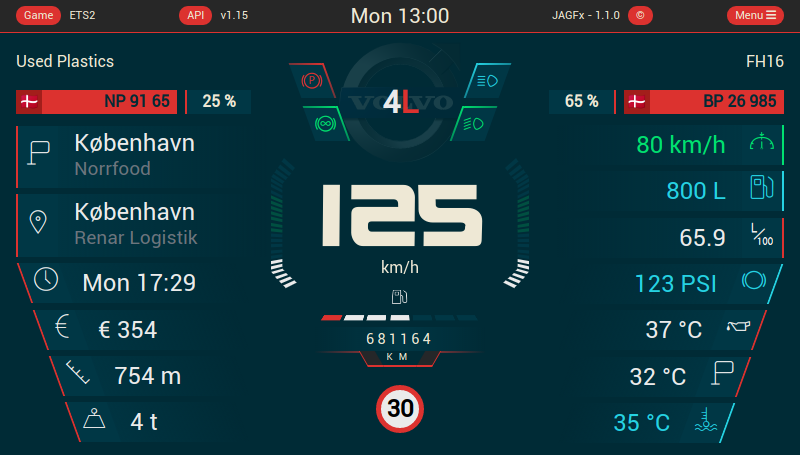 Game ETS2 API v1.15 Mon 13:00 JAGFx - 1.1.0 © Menu
Used Plastics FH16
NP 91 65 25 % 65 % BP 26 985
VOLVO
4L
København
Norrfood
København
Renar Logistik
Mon 17:29
€ 354
754 m
4 t
125
km/h
681164
KM
30
80 km/h
800 L
65.9 L/100
123 PSI
37 °C
32 °C
35 °C